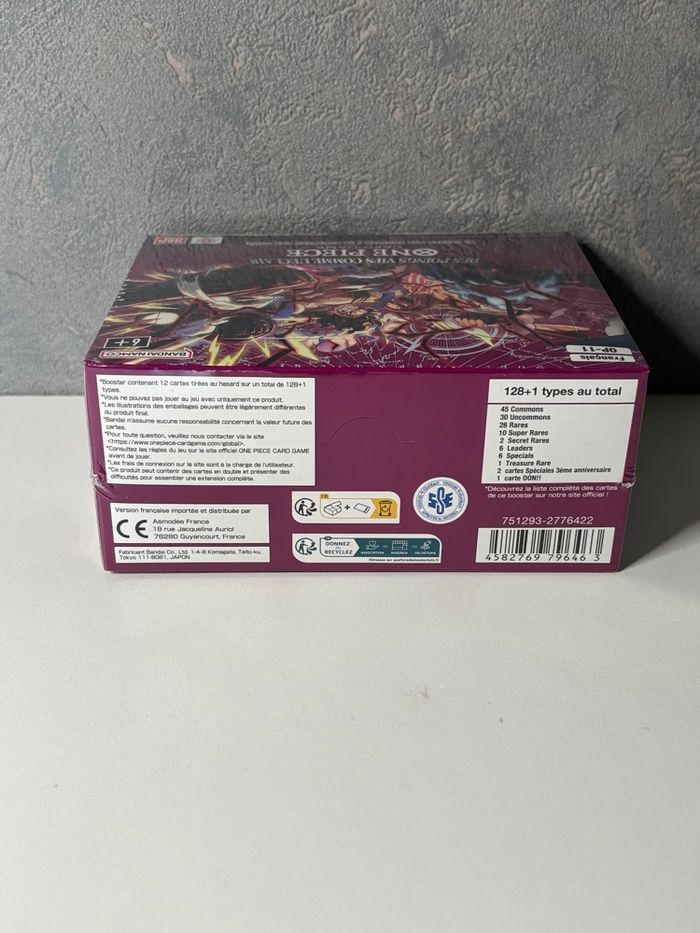 ONE PIECE
DES POINGS VIFS COMME L'ÉCLAIR
6+
BANDAI NAMCO
Français
OP-11
*Booster contenant 12 cartes tirées au hasard sur un total de 128+1
types.
*Vous ne pouvez pas jouer au jeu avec uniquement ce produit.
*Les illustrations des emballages peuvent être légèrement différentes
du produit final.
*Bandai n'assume aucune responsabilité concernant la valeur future des
cartes.
*Pour toute question, veuillez nous contacter via le site
<https://www.onepiece-cardgame.com/global>.
*Consultez les règles du jeu sur le site officiel ONE PIECE CARD GAME
avant de jouer.
*Les frais de connexion sur le site sont à la charge de l'utilisateur.
*Ce produit peut contenir des cartes en double et présenter des
difficultés pour assembler une extension complète.
128+1 types au total
45 Commons
30 Uncommons
26 Rares
10 Super Rares
2 Secret Rares
6 Leaders
6 Specials
1 Treasure Rare
2 cartes Spéciales 3ème anniversaire
1 carte DON!!
*Découvrez la liste complète des cartes
de ce booster sur notre site officiel !
Version française importée et distribuée par
CE
Asmodee France
18 rue Jacqueline Auriol
78280 Guyancourt, France
Fabricant Bandai Co., Ltd. 1-4-8 Komagata, Taito-ku,
Tokyo 111-8081, JAPON
FR
+
DONNEZ
RECYCLEZ
ASSOCIATION
OU
MAGASIN
OU
DÉCHÈTERIE
751293-2776422
4582769 796463